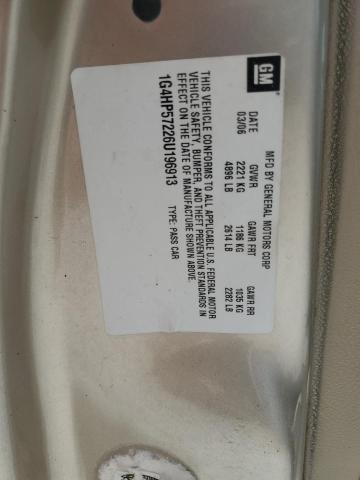 GM
MFD BY GENERAL MOTORS CORP
DATE GVWR GAWR FRT GAWR RR
03/06 2221 KG 1186 KG 1035 KG
4896 LB 2614 LB 2282 LB
THIS VEHICLE CONFORMS TO ALL APPLICABLE U.S. FEDERAL MOTOR
VEHICLE SAFETY, BUMPER, AND THEFT PREVENTION STANDARDS IN
EFFECT ON THE DATE OF MANUFACTURE SHOWN ABOVE.
1G4HP57226U196913 TYPE: PASS CAR